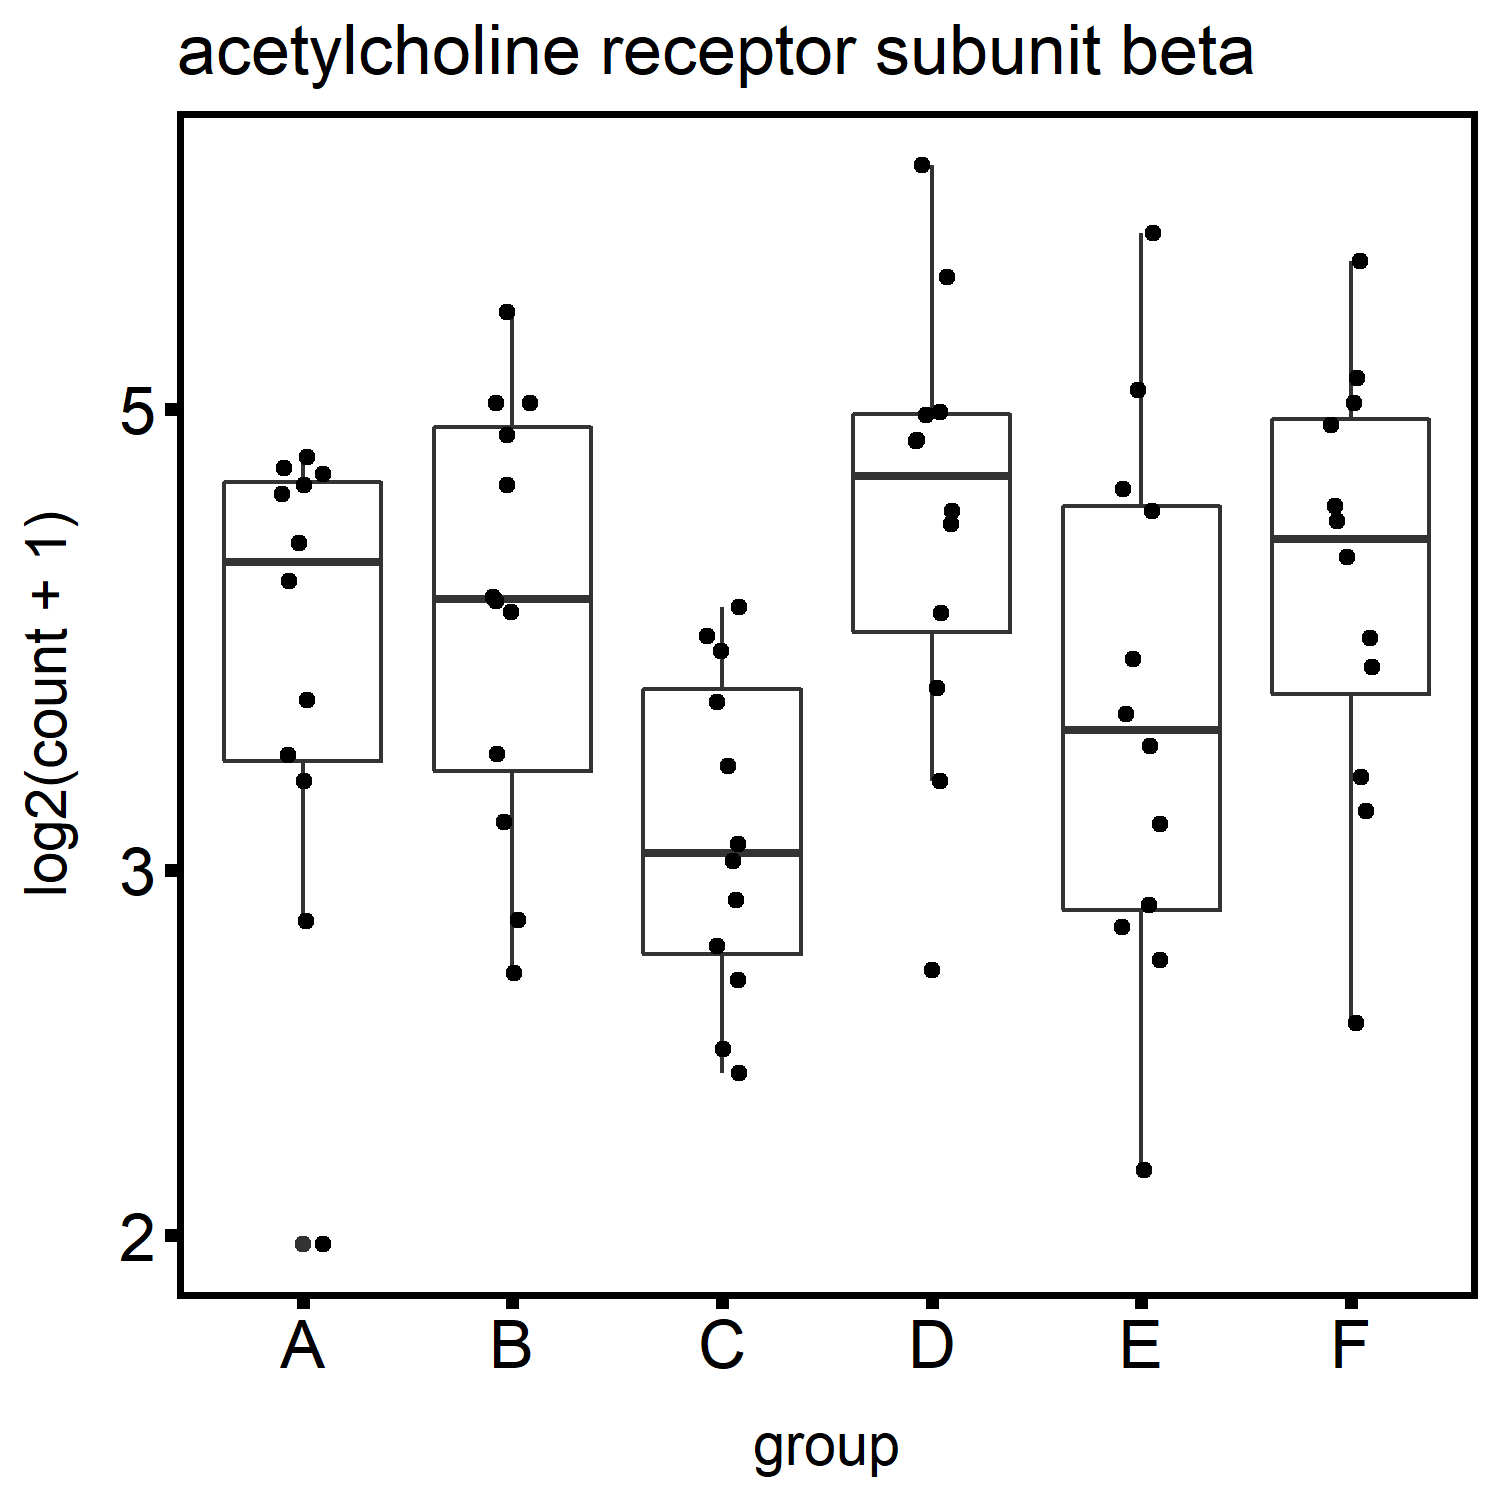 acetylcholine receptor subunit beta
log2(count + 1)
5
3
2
A B C D E F
group